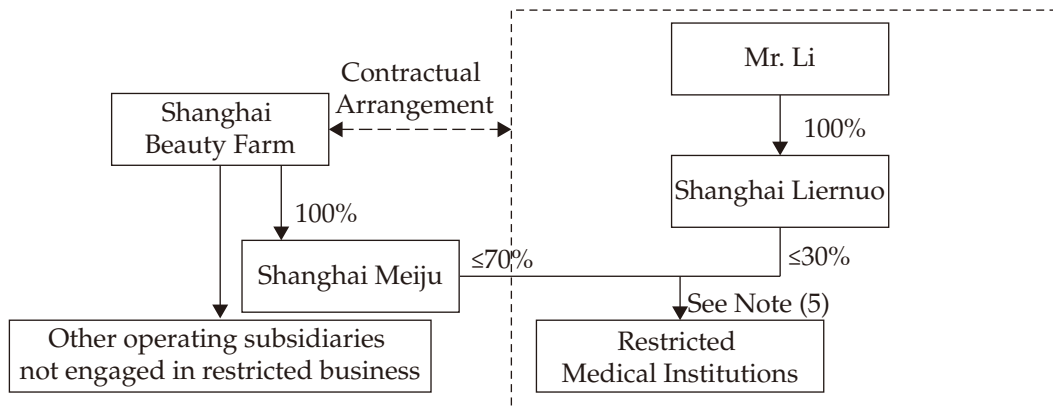 Mr. Li
Contractual
Arrangement
Shanghai
Beauty Farm
100%
Shanghai Liernuo
100%
Shanghai Meiju
≤70%
≤30%
See Note (5)
Other operating subsidiaries
not engaged in restricted business
Restricted
Medical Institutions